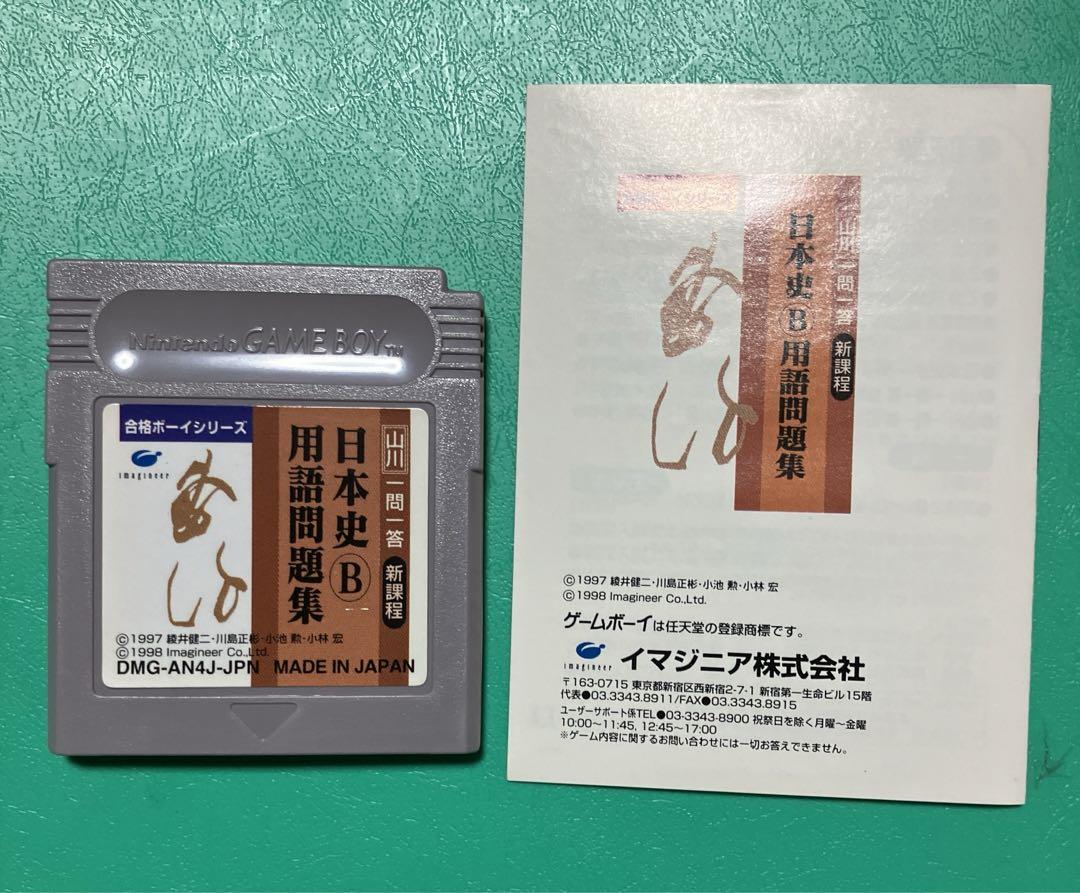 Nintendo GAME BOY TM
合格ボーイシリーズ
imagineer
山川
一問一答
新課程
日本史Ⓑ
用語問題集
©1997 綾井健二・川島正彬・小池 勲・小林 宏
©1998 Imagineer Co.,Ltd.
DMG-AN4J-JPN MADE IN JAPAN
山川
一問一答
新課程
日本史Ⓑ用語問題集
©1997 綾井健二・川島正彬・小池 勲・小林 宏
©1998 Imagineer Co.,Ltd.
ゲームボーイは任天堂の登録商標です。
imagineer イマジニア株式会社
〒163-0715 東京都新宿区西新宿2-7-1 新宿第一生命ビル15階
代表●03.3343.8911/FAX●03.3343.8915
ユーザーサポート係TEL●03-3343-8900 祝祭日を除く月曜～金曜
10:00～11:45, 12:45～17:00
※ゲーム内容に関するお問い合わせには一切お答えできません。